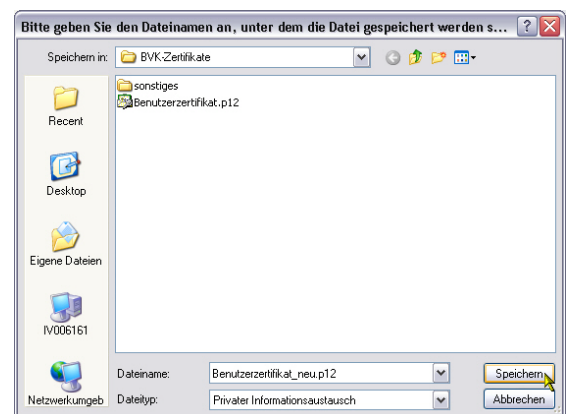 Bitte geben Sie den Dateinamen an, unter dem die Datei gespeichert werden s...
Speichern in:
BVK-Zertifikate
sonstiges
Benutzerzertifikat.p12
Recent
Desktop
Eigene Dateien
IV006161
Netzwerkumgeb
Dateiname:
Benutzerzertifikat_neu.p12
Speichern
Dateityp:
Privater Informationsaustausch
Abbrechen